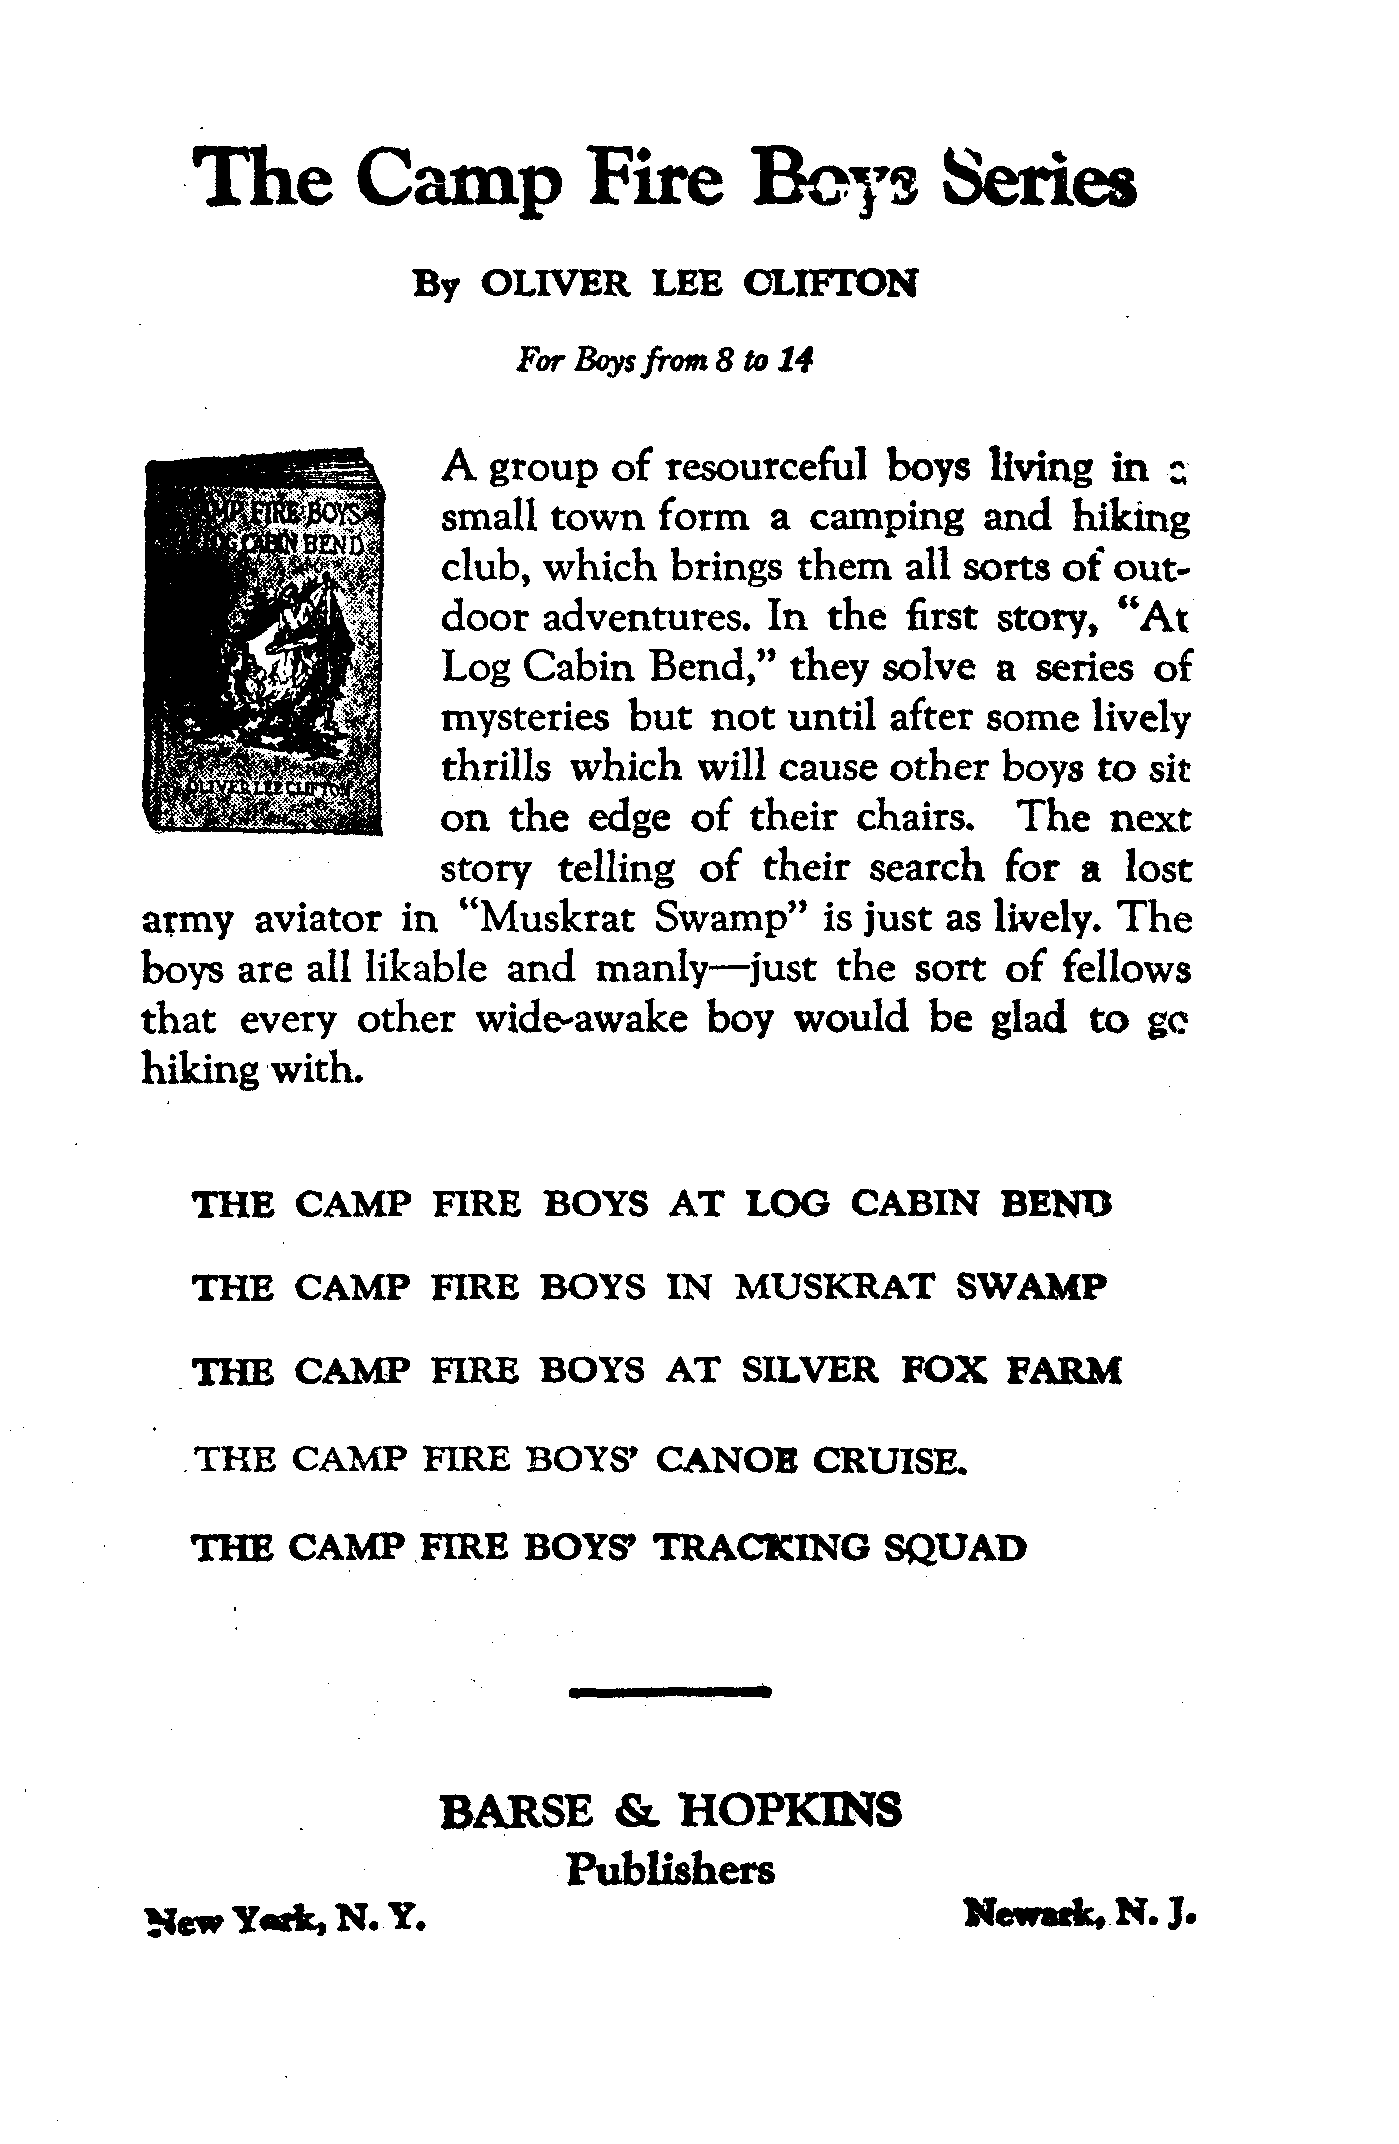 The Camp Fire Boys Series
By OLIVER LEE CLIFTON
For Boys from 8 to 14
FIRE BOYS
CABIN BEND
OLIVER LEE CLIFTON
A group of resourceful boys living in a
small town form a camping and hiking
club, which brings them all sorts of out-
door adventures. In the first story, “At
Log Cabin Bend,” they solve a series of
mysteries but not until after some lively
thrills which will cause other boys to sit
on the edge of their chairs. The next
story telling of their search for a lost
army aviator in “Muskrat Swamp” is just as lively. The
boys are all likable and manly—just the sort of fellows
that every other wide-awake boy would be glad to go
hiking with.
THE CAMP FIRE BOYS AT LOG CABIN BEND
THE CAMP FIRE BOYS IN MUSKRAT SWAMP
THE CAMP FIRE BOYS AT SILVER FOX FARM
THE CAMP FIRE BOYS’ CANOE CRUISE.
THE CAMP FIRE BOYS’ TRACKING SQUAD
BARSE & HOPKINS
Publishers
New York, N. Y. Newark, N. J.